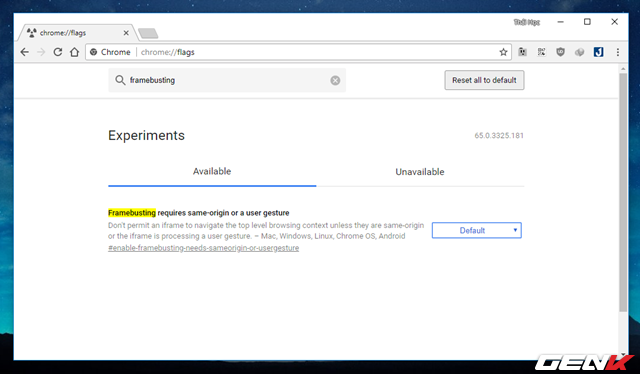 Thái Hpz
chrome://flags
Chrome chrome://flags
framebusting
Reset all to default
Experiments
65.0.3325.181
Available
Unavailable
Framebusting requires same-origin or a user gesture
Don't permit an iframe to navigate the top level browsing context unless they are same-origin
or the iframe is processing a user gesture. – Mac, Windows, Linux, Chrome OS, Android
#enable-framebusting-needs-sameorigin-or-usergesture
Default
GENK